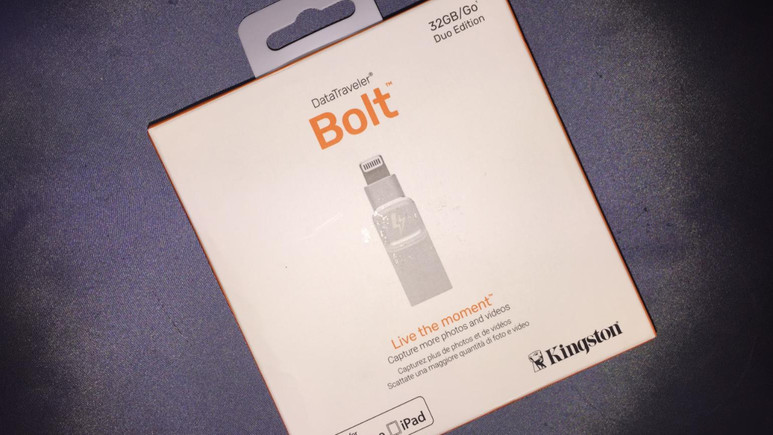 32GB/Go¹
Duo Edition
DataTraveler®
Bolt™
Live the moment™
Capture more photos and videos
Capturez plus de photos et de vidéos
Scattate una maggiore quantità di foto e video
Kingston
iPad